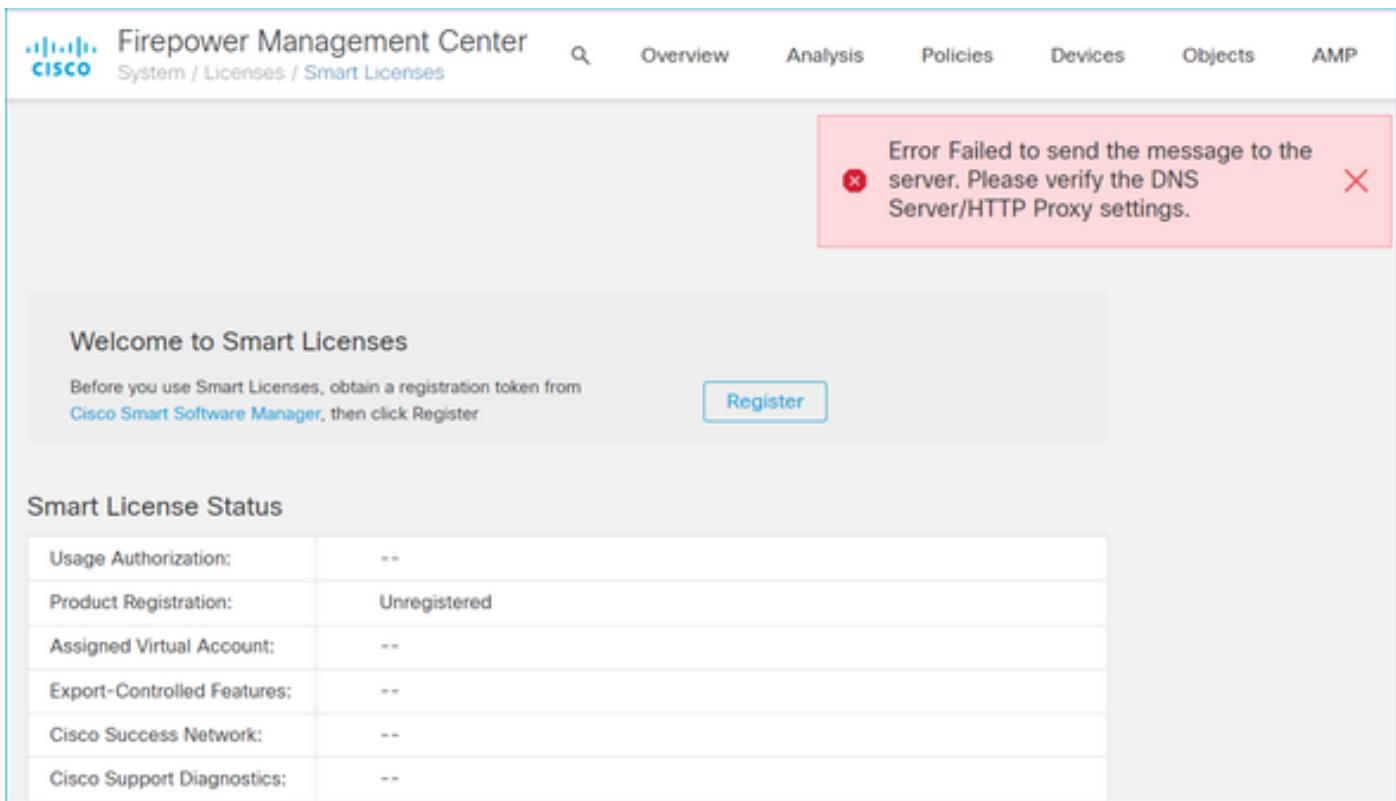 CISCO
Firepower Management Center
System / Licenses / Smart Licenses
Overview
Analysis
Policies
Devices
Objects
AMP
Error Failed to send the message to the
server. Please verify the DNS
Server/HTTP Proxy settings.
Welcome to Smart Licenses
Before you use Smart Licenses, obtain a registration token from
Cisco Smart Software Manager, then click Register
Register
Smart License Status
Usage Authorization: --
Product Registration: Unregistered
Assigned Virtual Account: --
Export-Controlled Features: --
Cisco Success Network: --
Cisco Support Diagnostics: --